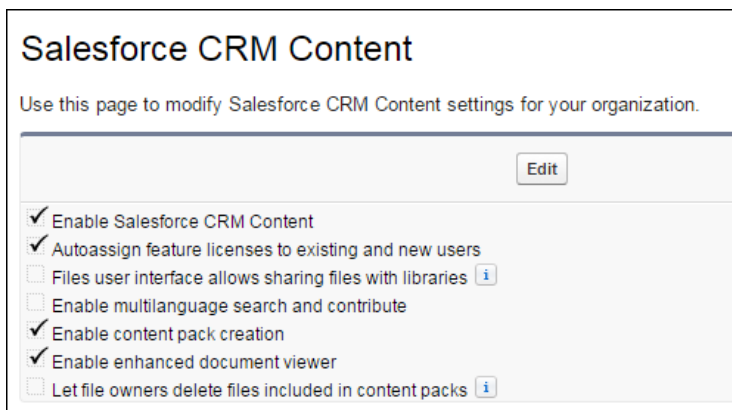 Salesforce CRM Content
Use this page to modify Salesforce CRM Content settings for your organization.
Edit
Enable Salesforce CRM Content
Autoassign feature licenses to existing and new users
Files user interface allows sharing files with libraries i
Enable multilanguage search and contribute
Enable content pack creation
Enable enhanced document viewer
Let file owners delete files included in content packs i